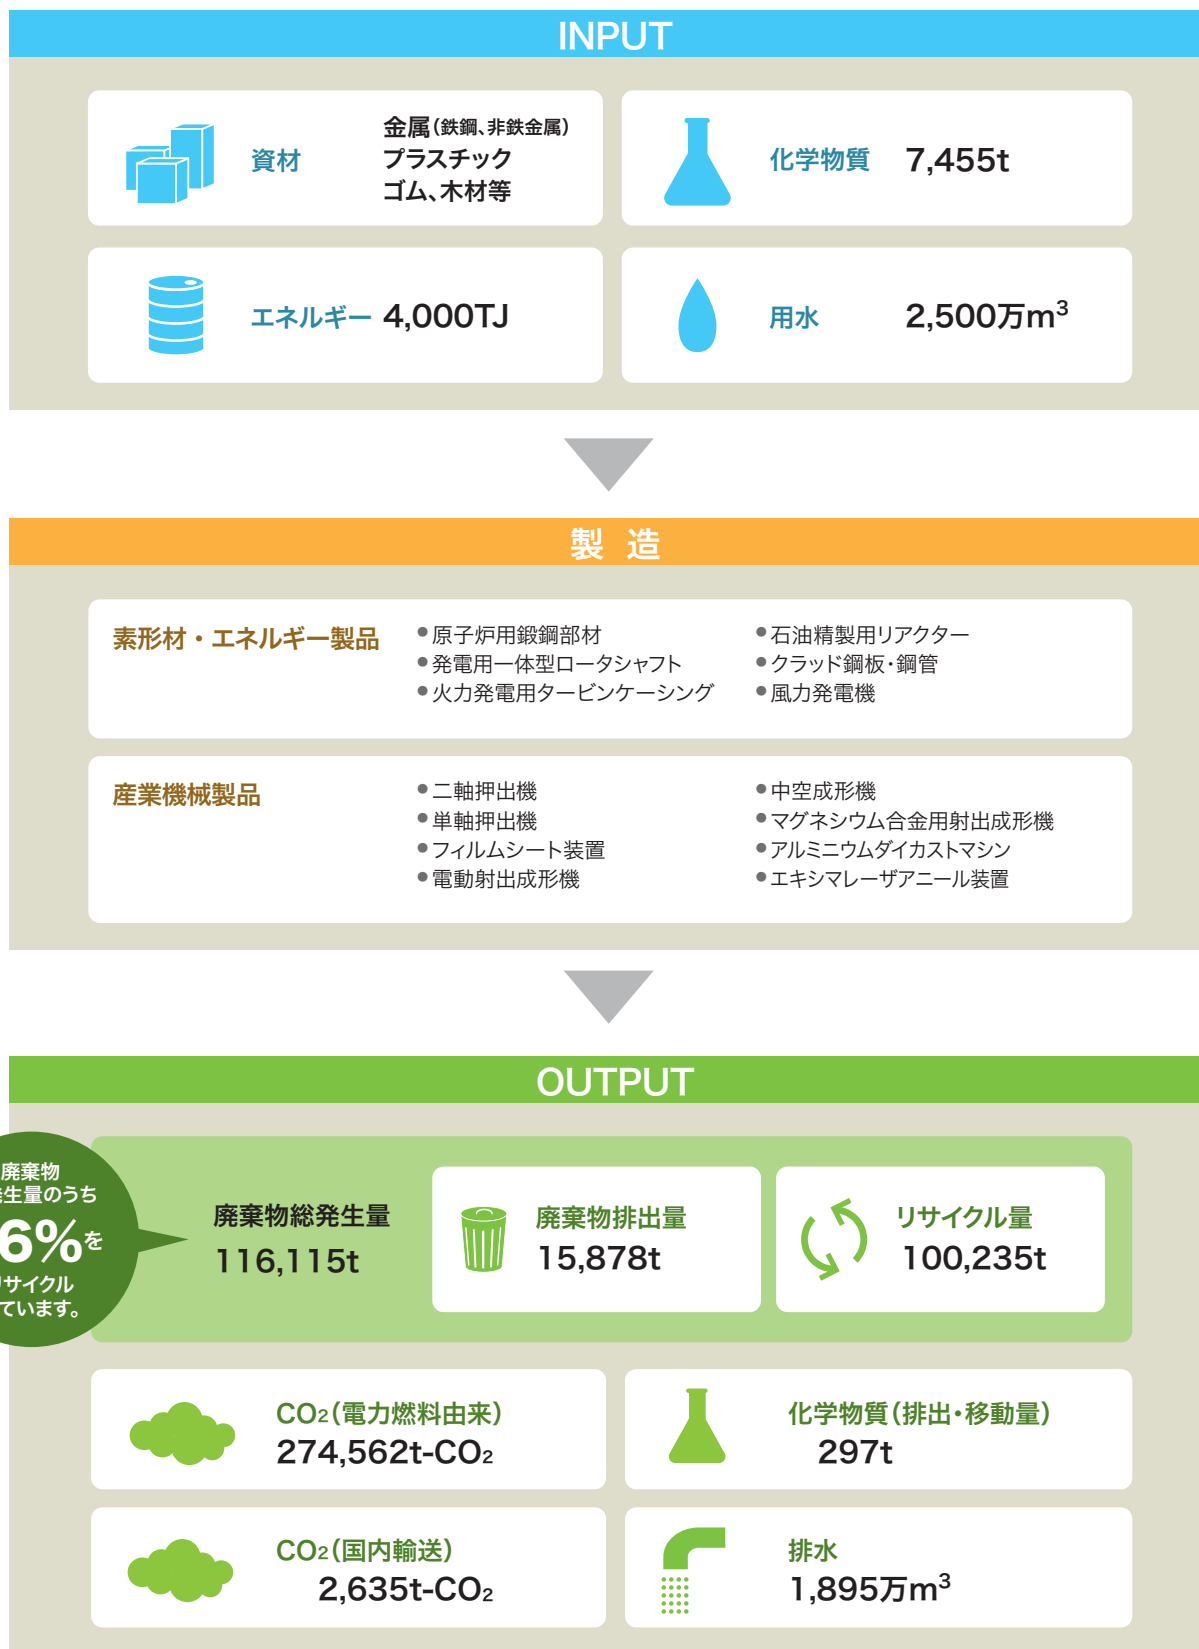 INPUT
資材
金属(鉄鋼、非鉄金属)
プラスチック
ゴム、木材等
化学物質 7,455t
エネルギー 4,000TJ
用水 2,500万m³
製 造
素形材・エネルギー製品
●原子炉用鍛鋼部材
●発電用一体型ロータシャフト
●火力発電用タービンケーシング
●石油精製用リアクター
●クラッド鋼板・鋼管
●風力発電機
産業機械製品
●二軸押出機
●単軸押出機
●フィルムシート装置
●電動射出成形機
●中空成形機
●マグネシウム合金用射出成形機
●アルミニウムダイカストマシン
●エキシマレーザアニール装置
OUTPUT
廃棄物
生量のうち
6%を
サイクル
ています。
廃棄物総発生量
116,115t
廃棄物排出量
15,878t
リサイクル量
100,235t
CO₂(電力燃料由来)
274,562t-CO₂
化学物質(排出・移動量)
297t
CO₂(国内輸送)
2,635t-CO₂
排水
1,895万m³